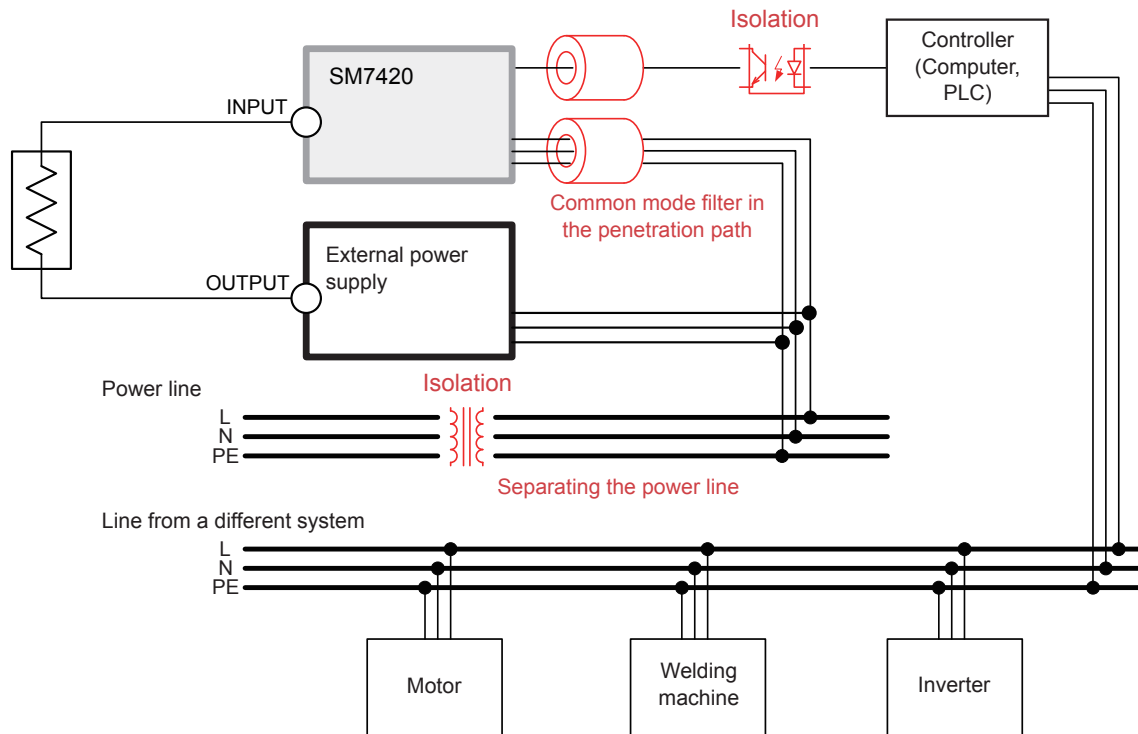 Isolation
Controller
(Computer,
PLC)
SM7420
INPUT
Common mode filter in
the penetration path
External power
supply
OUTPUT
Isolation
Power line
L
N
PE
Separating the power line
Line from a different system
L
N
PE
Motor
Welding
machine
Inverter